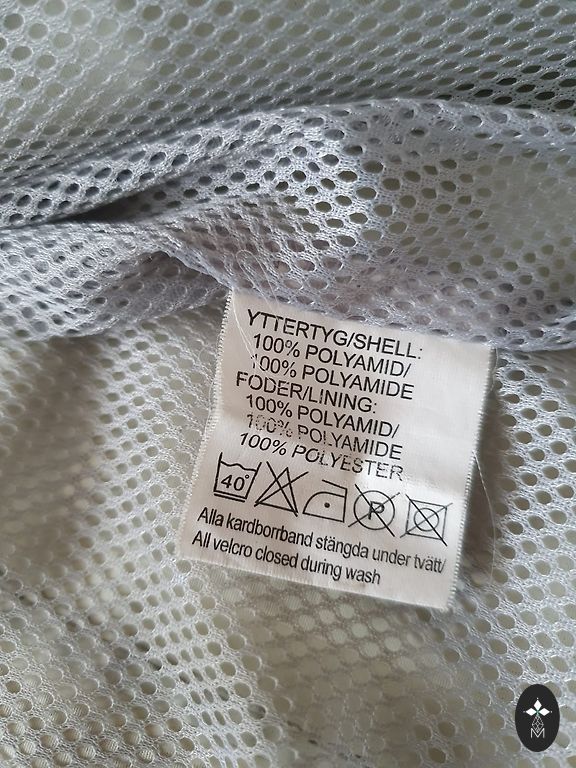 YTTERTYG/SHELL:
100% POLYAMID/
100% POLYAMIDE
FODER/LINING:
100% POLYAMID/
100% POLYAMIDE
100% POLYESTER
40°
P
Alla kardborrband stängda under tvätt/
All velcro closed during wash
M